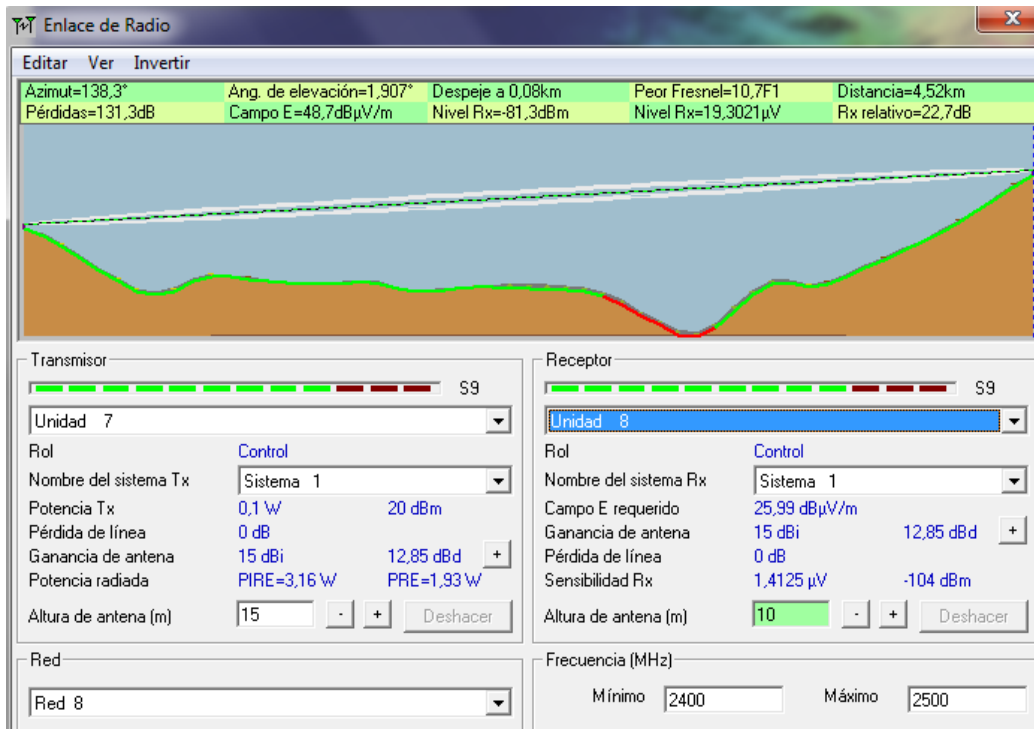 Enlace de Radio
Editar Ver Invertir
Azimut=138,3° Ang. de elevación=1,907° Despeje a 0,08km Peor Fresnel=10,7F1 Distancia=4,52km
Pérdidas=131,3dB Campo E=48,7dBµV/m Nivel Rx=-81,3dBm Nivel Rx=19,3021µV Rx relativo=22,7dB
Transmisor
S9
Unidad 7
Rol Control
Nombre del sistema Tx Sistema 1
Potencia Tx 0,1 W 20 dBm
Pérdida de línea 0 dB
Ganancia de antena 15 dBi 12,85 dBd +
Potencia radiada PIRE=3,16 W PRE=1,93 W
Altura de antena (m) 15 - + Deshacer
Red
Red 8
Receptor
S9
Unidad 8
Rol Control
Nombre del sistema Rx Sistema 1
Campo E requerido 25,99 dBµV/m
Ganancia de antena 15 dBi 12,85 dBd +
Pérdida de línea 0 dB
Sensibilidad Rx 1,4125 µV -104 dBm
Altura de antena (m) 10 - + Deshacer
Frecuencia (MHz)
Mínimo 2400 Máximo 2500